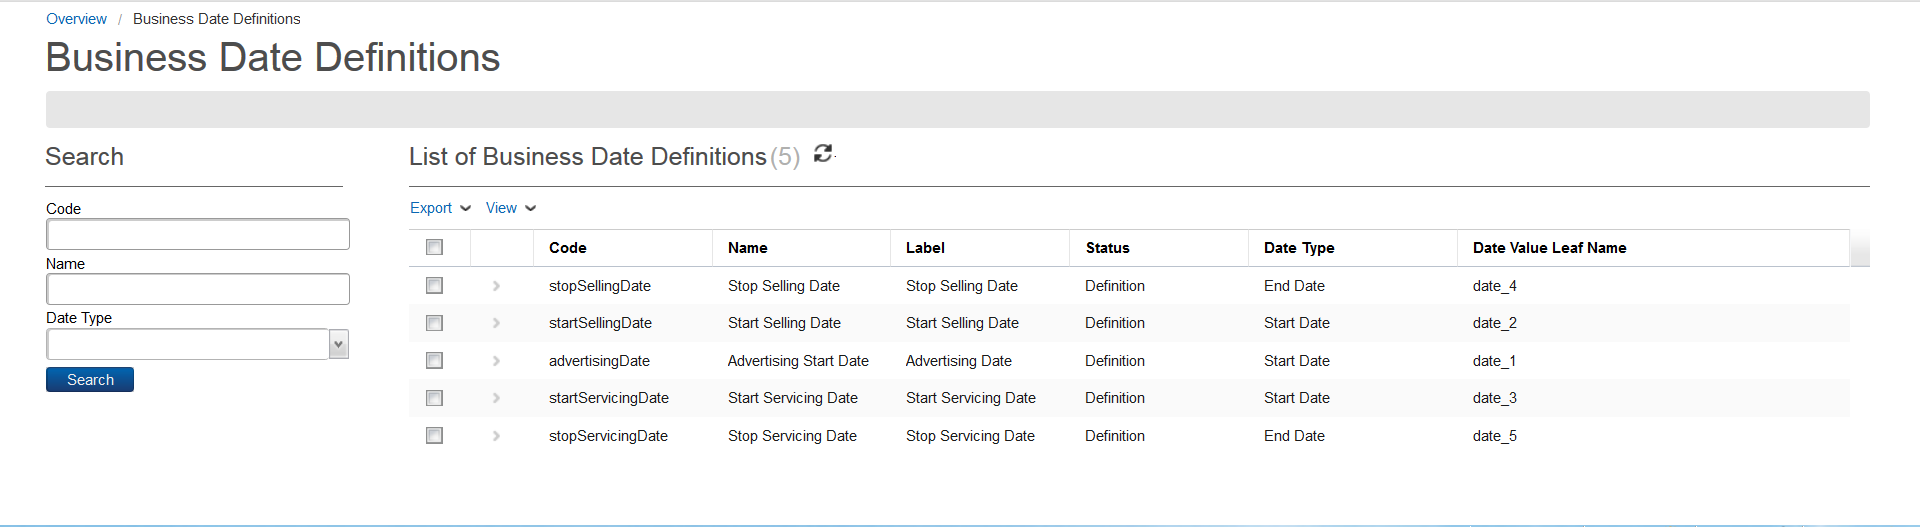 Overview / Business Date Definitions
Business Date Definitions
Search
Code
Name
Date Type
Search
List of Business Date Definitions (5)
Export View
Code Name Label Status Date Type Date Value Leaf Name
stopSellingDate Stop Selling Date Stop Selling Date Definition End Date date_4
startSellingDate Start Selling Date Start Selling Date Definition Start Date date_2
advertisingDate Advertising Start Date Advertising Date Definition Start Date date_1
startServicingDate Start Servicing Date Start Servicing Date Definition Start Date date_3
stopServicingDate Stop Servicing Date Stop Servicing Date Definition End Date date_5